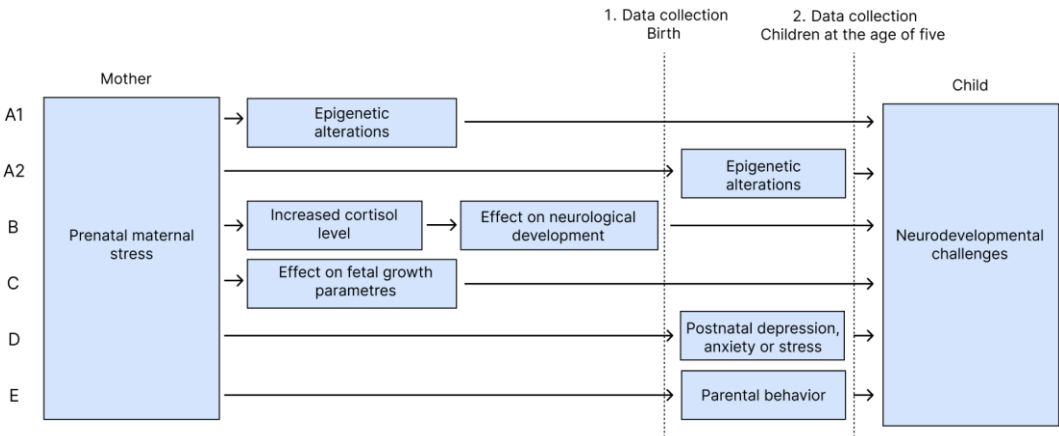 1. Data collection
Birth
2. Data collection
Children at the age of five
Mother
Child
A1
Epigenetic
alterations
A2
Epigenetic
alterations
B
Prenatal maternal
stress
Increased cortisol
level
Effect on neurological
development
Neurodevelopmental
challenges
C
Effect on fetal growth
parametres
D
Postnatal depression,
anxiety or stress
E
Parental behavior